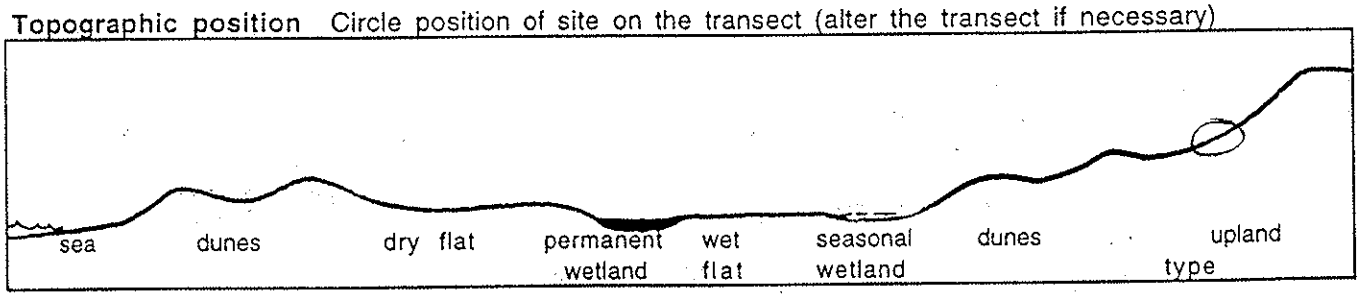 Topographic position Circle position of site on the transect (alter the transect if necessary)
sea dunes dry flat permanent wet seasonal dunes upland
wetland flat wetland type